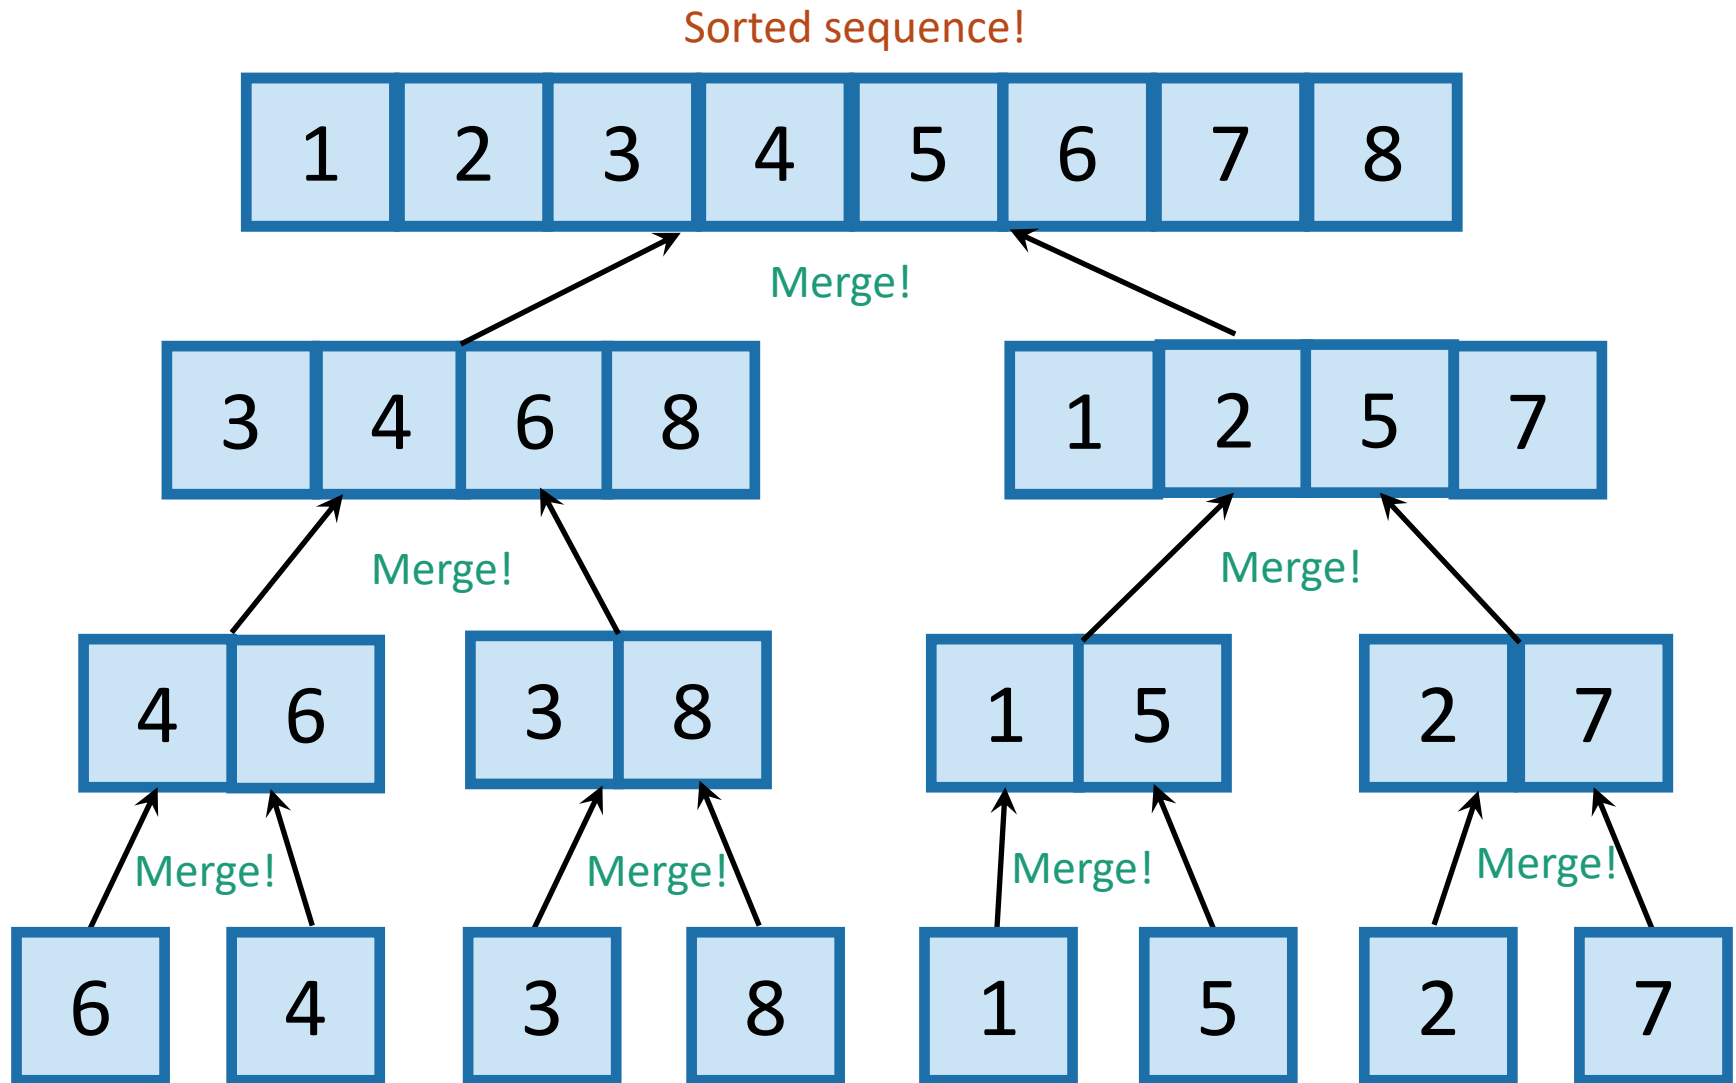 Sorted sequence!
1 2 3 4 5 6 7 8
Merge!
3 4 6 8 1 2 5 7
Merge! Merge!
4 6 3 8 1 5 2 7
Merge! Merge! Merge! Merge!
6 4 3 8 1 5 2 7